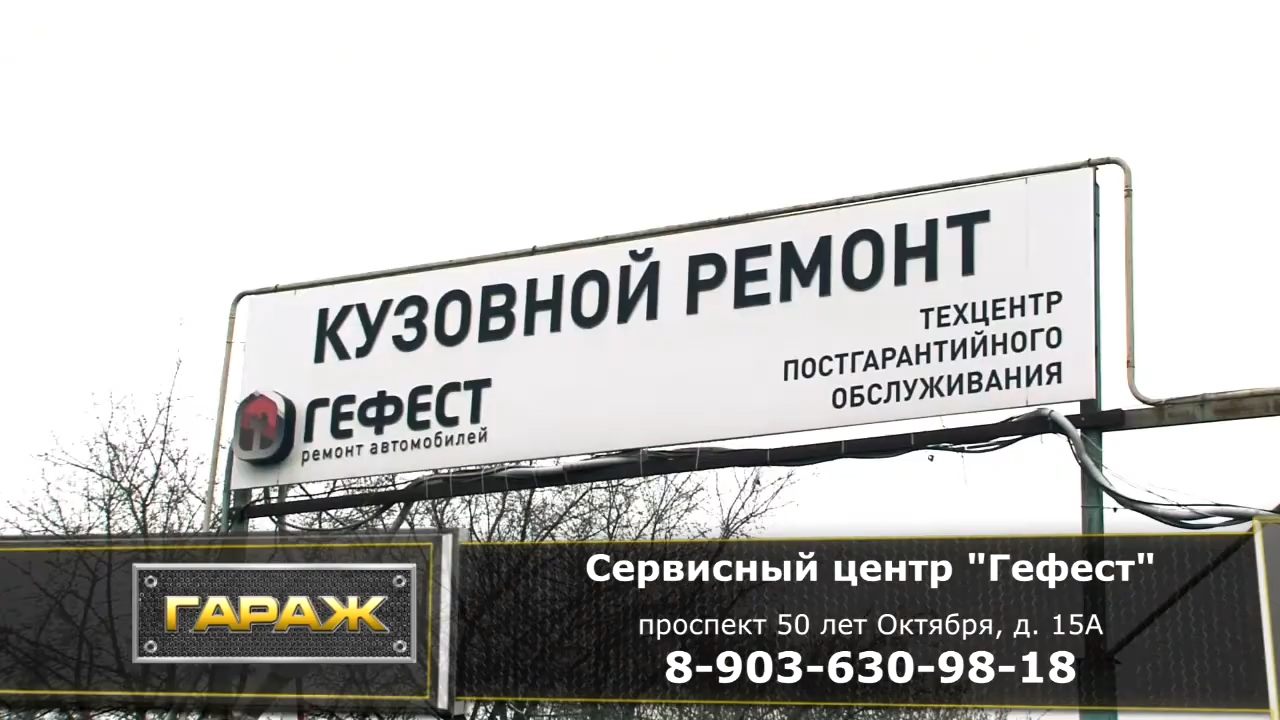 КУЗОВНОЙ РЕМОНТ
ТЕХЦЕНТР
ПОСТГАРАНТИЙНОГО
ОБСЛУЖИВАНИЯ
ГЕФЕСТ
ремонт автомобилей
ГАРАЖ
Сервисный центр "Гефест"
проспект 50 лет Октября, д. 15А
8-903-630-98-18